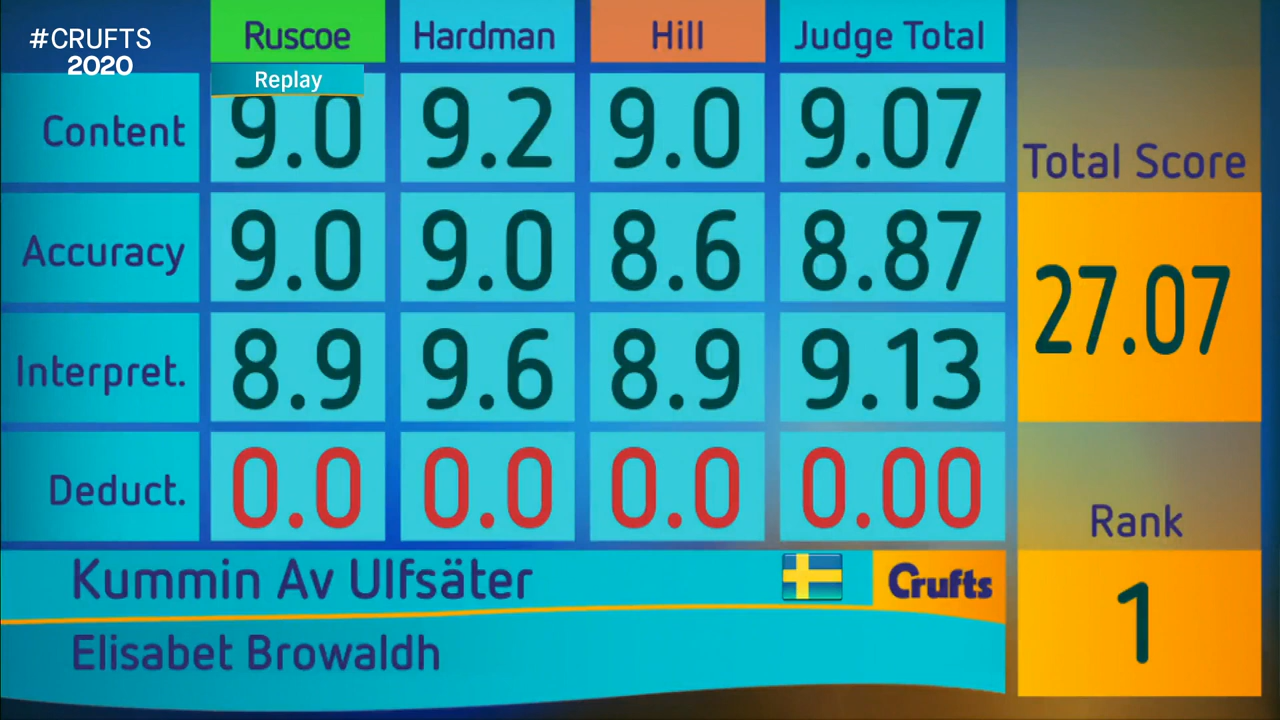 #CRUFTS
2020
Ruscoe Hardman Hill Judge Total
Replay
Content 9.0 9.2 9.0 9.07
Total Score
Accuracy 9.0 9.0 8.6 8.87
27.07
Interpret. 8.9 9.6 8.9 9.13
Deduct. 0.0 0.0 0.0 0.00
Rank
Kummin Av Ulfsäter Crufts
1
Elisabet Browaldh